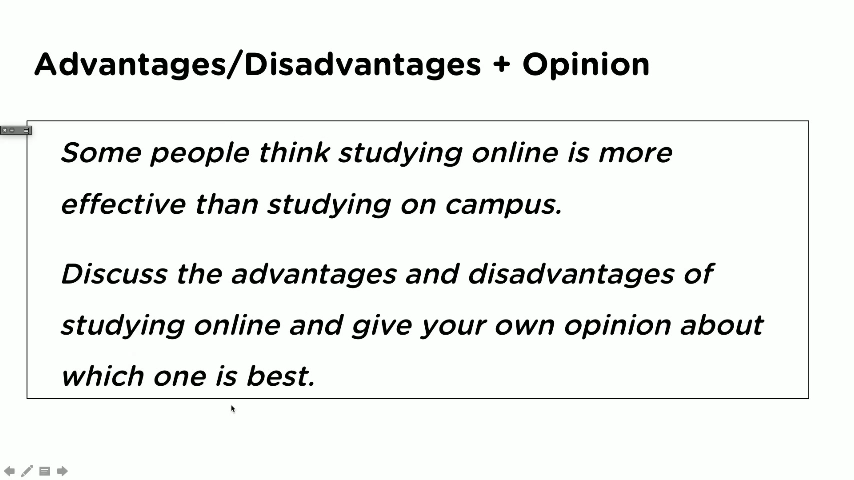 Advantages/Disadvantages + Opinion
Some people think studying online is more
effective than studying on campus.
Discuss the advantages and disadvantages of
studying online and give your own opinion about
which one is best.